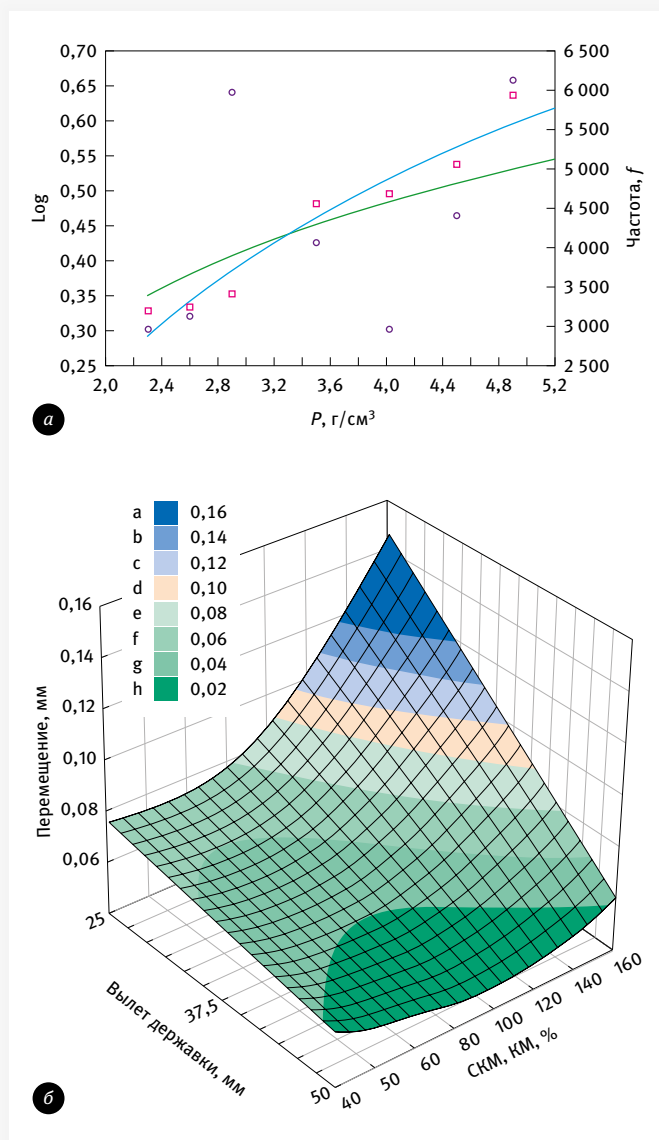 0,70
0,65
0,60
0,55
0,50
0,45
0,40
0,35
0,30
0,25
Log
6 500
6 000
5 500
5 000
4 500
4 000
3 500
3 000
2 500
Частота, f
2,0 2,4 2,8 3,2 3,6 4,0 4,4 4,8 5,2
P, г/см³
а
a 0,16
b 0,14
c 0,12
d 0,10
e 0,08
f 0,06
g 0,04
h 0,02
0,16
0,14
0,12
0,10
0,08
0,06
Перемещение, мм
25
37,5
50
Вылет державки, мм
40 50 60 80 100 120 140 160
СКМ, КМ, %
б